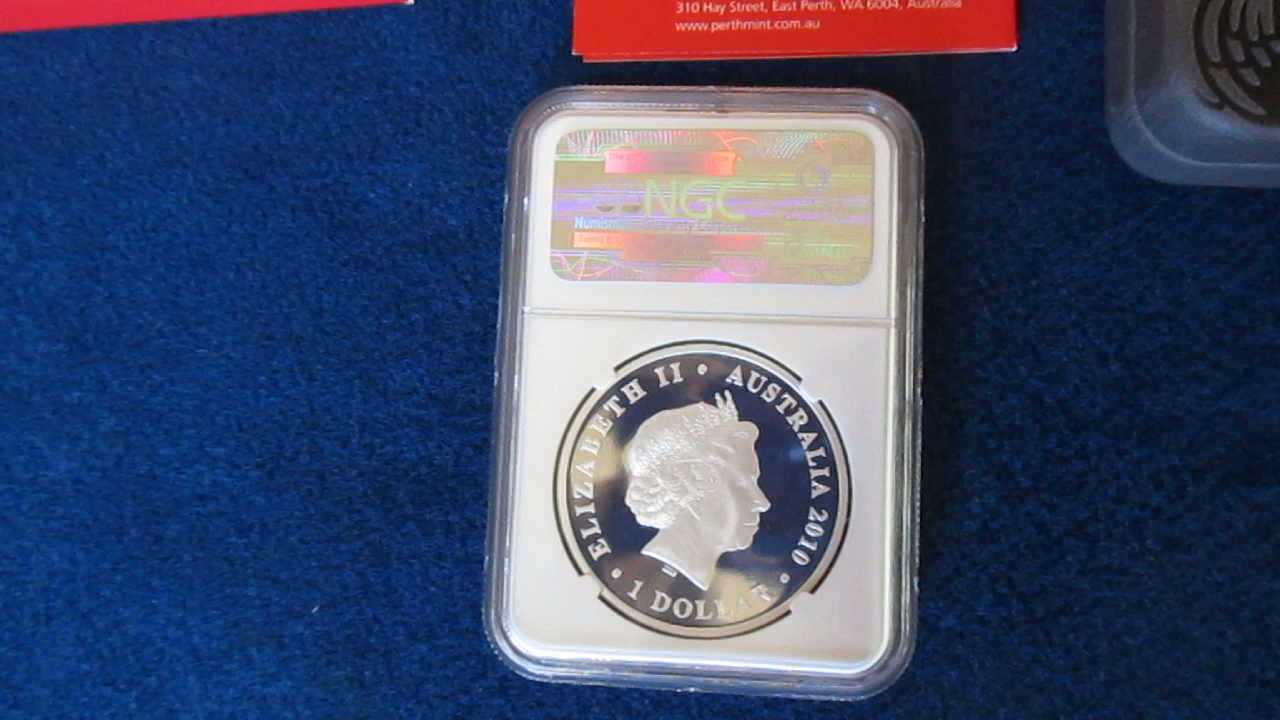 310 Hay Street, East Perth, WA 6004, Australia
www.perthmint.com.au
NGC
ELIZABETH II • AUSTRALIA 2010
• 1 DOLLAR •